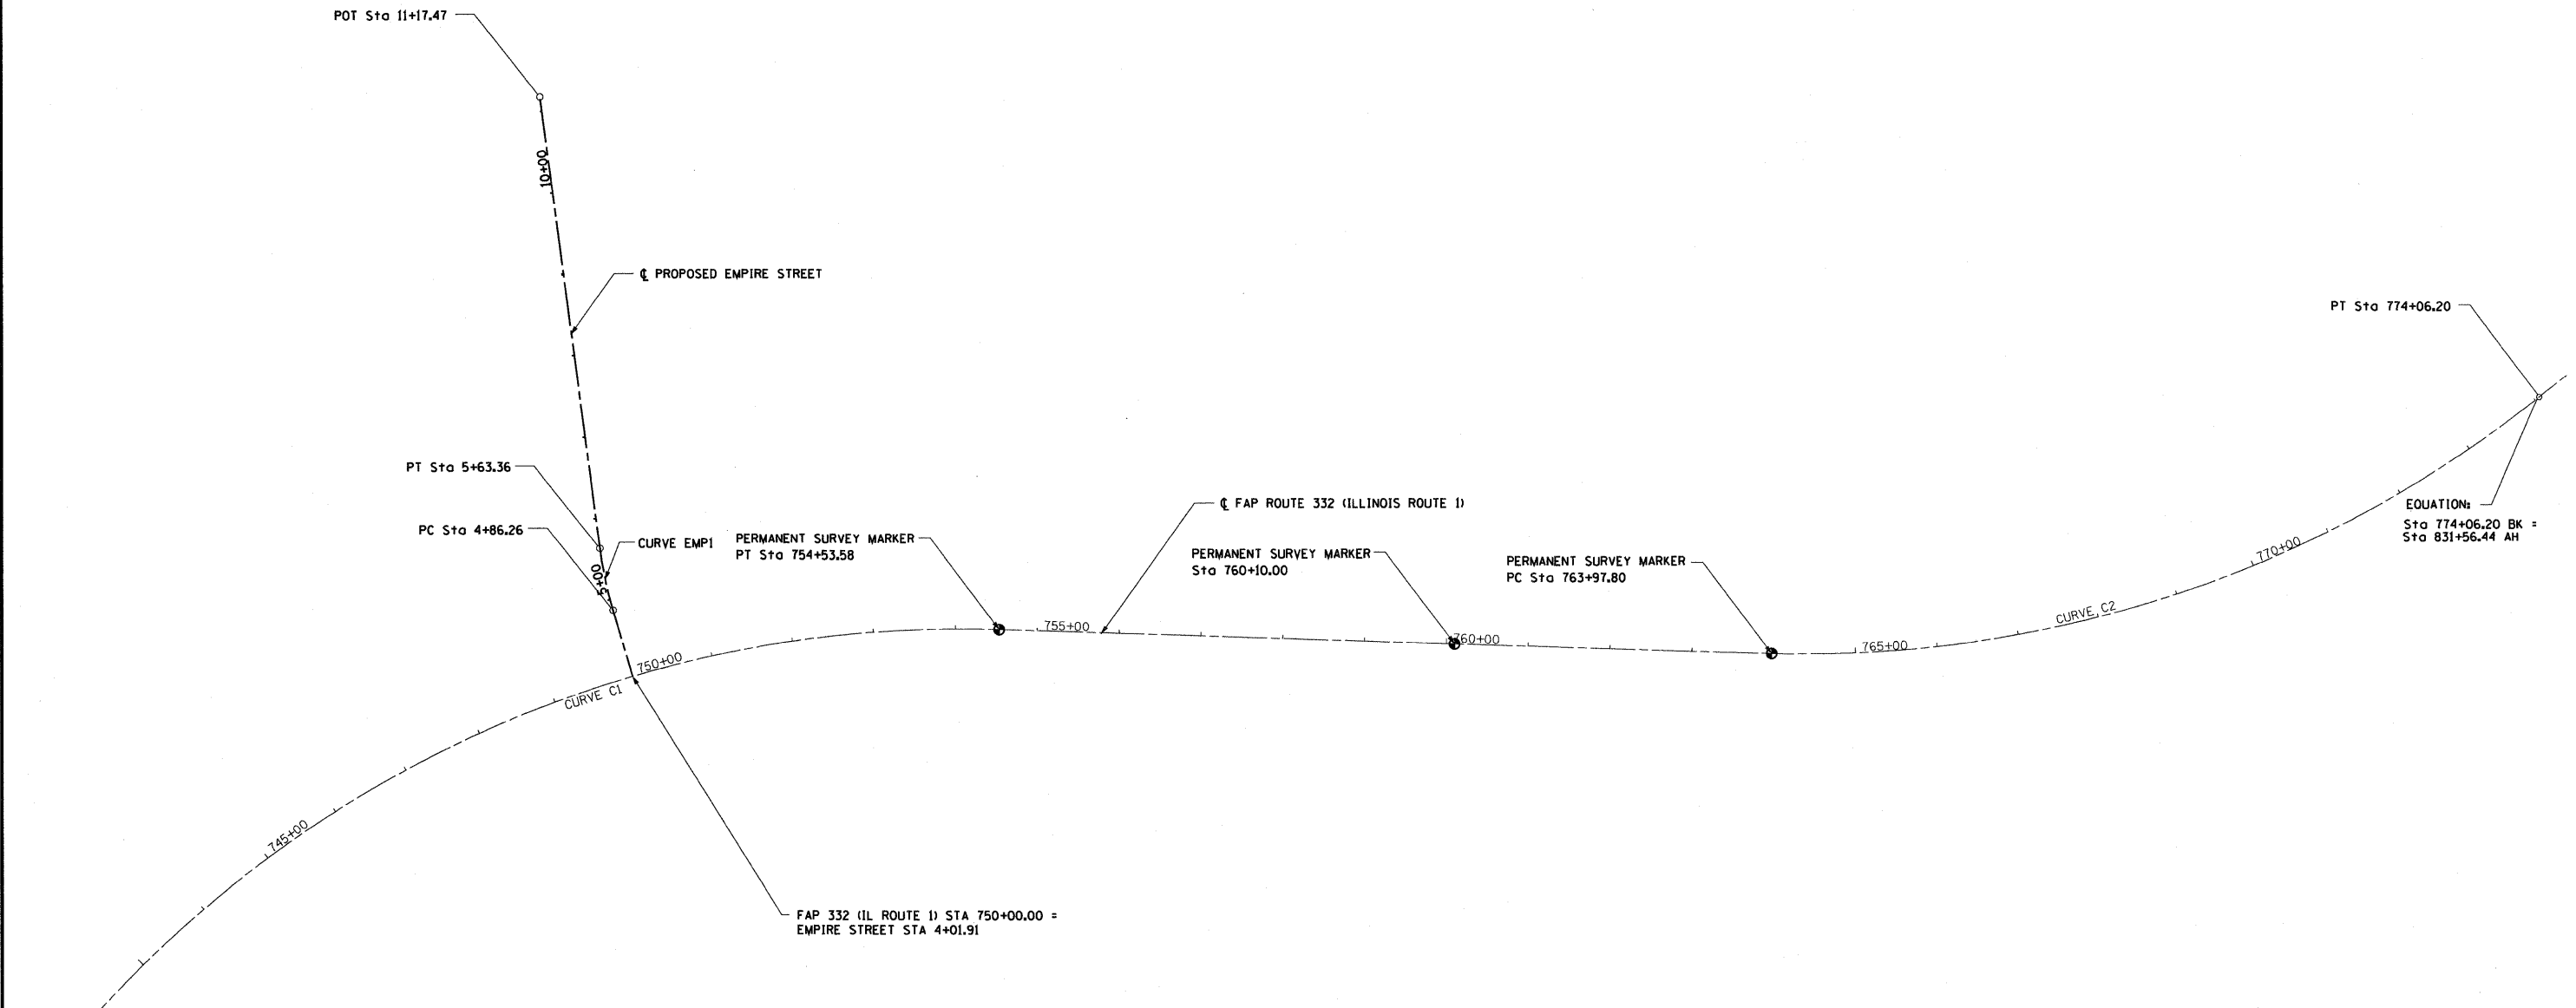 POT Sta 11+17.47
10+00
℄ PROPOSED EMPIRE STREET
PT Sta 774+06.20
PT Sta 5+63.36
PC Sta 4+86.26
5+00
CURVE EMP1
PERMANENT SURVEY MARKER
PT Sta 754+53.58
℄ FAP ROUTE 332 (ILLINOIS ROUTE 1)
PERMANENT SURVEY MARKER
Sta 760+10.00
PERMANENT SURVEY MARKER
PC Sta 763+97.80
EQUATION:
Sta 774+06.20 BK =
Sta 831+56.44 AH
770+00
CURVE C2
755+00
760+00
765+00
750+00
CURVE C1
745+00
FAP 332 (IL ROUTE 1) STA 750+00.00 =
EMPIRE STREET STA 4+01.91